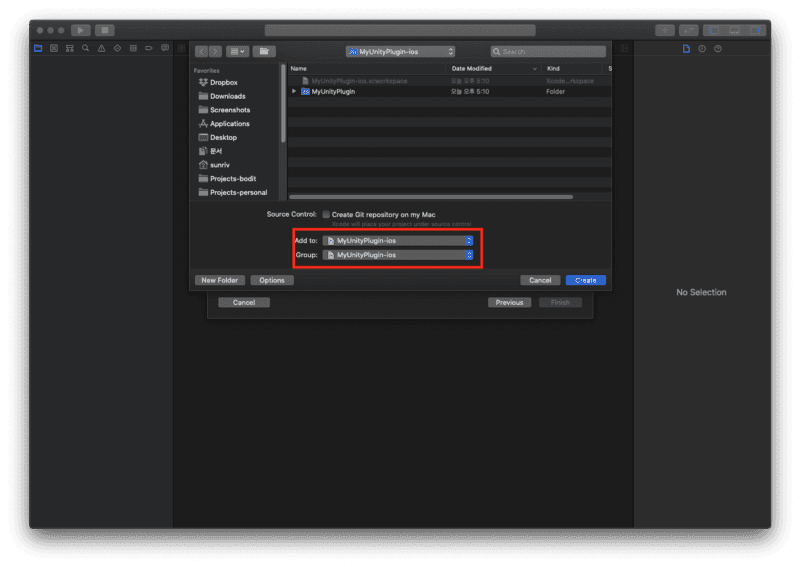 MyUnityPlugin-ios
Search
Favorites
Dropbox
Downloads
Screenshots
Applications
Desktop
문서
sunriv
Projects-bodit
Projects-personal
Name Date Modified Kind S
MyUnityPlugin-ios.xcworkspace 오늘 오후 5:10 Xcode...rkspace
MyUnityPlugin 오늘 오후 5:10 Folder
Source Control: Create Git repository on my Mac
Xcode will place your project under source control
Add to: MyUnityPlugin-ios
Group: MyUnityPlugin-ios
New Folder Options Cancel Create
Cancel Previous Finish
No Selection